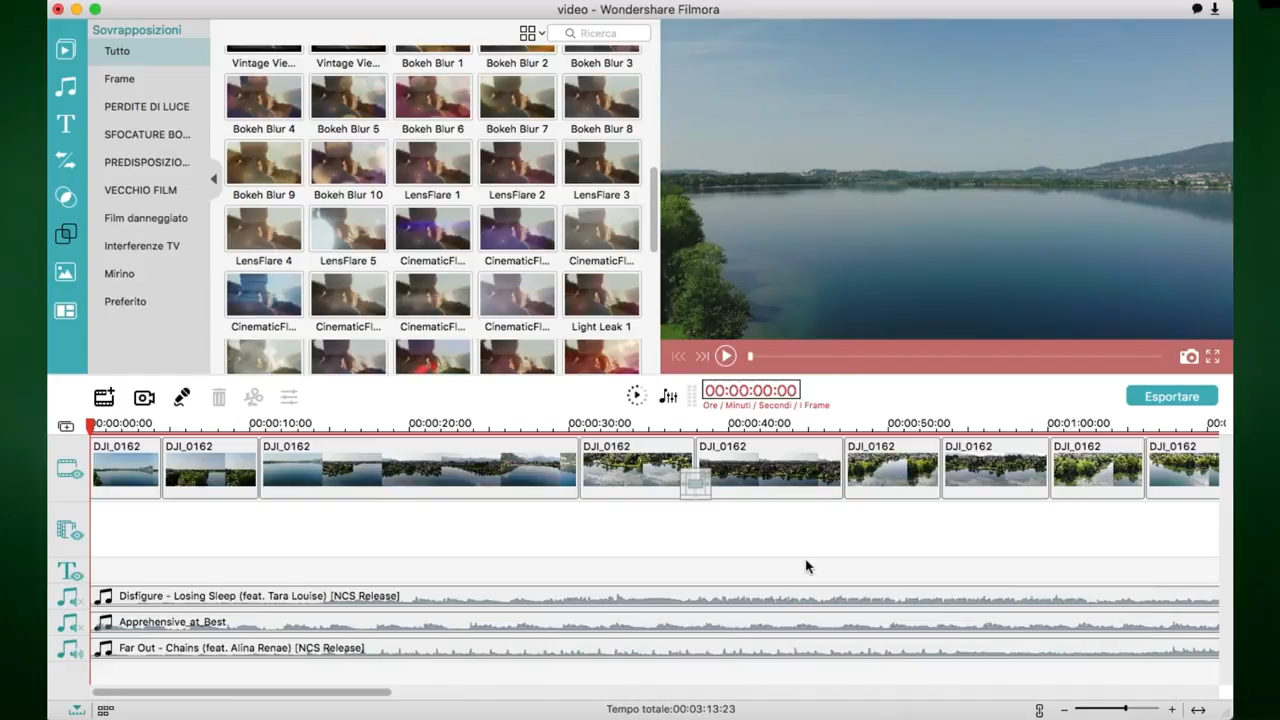 video - Wondershare Filmora
Sovrapposizioni
Tutto
Frame
PERDITE DI LUCE
SFOCATURE BO...
PREDISPOSIZIO...
VECCHIO FILM
Film danneggiato
Interferenze TV
Mirino
Preferito
Ricerca
Vintage Vie... Vintage Vie... Bokeh Blur 1 Bokeh Blur 2 Bokeh Blur 3
Bokeh Blur 4 Bokeh Blur 5 Bokeh Blur 6 Bokeh Blur 7 Bokeh Blur 8
Bokeh Blur 9 Bokeh Blur 10 LensFlare 1 LensFlare 2 LensFlare 3
LensFlare 4 LensFlare 5 CinematicFl... CinematicFl... CinematicFl...
CinematicFl... CinematicFl... CinematicFl... CinematicFl... Light Leak 1
00:00:00:00
Ore / Minuti / Secondi / I Frame
Esportare
00:00:00:00 00:00:10:00 00:00:20:00 00:00:30:00 00:00:40:00 00:00:50:00 00:01:00:00 00:0
DJI_0162 DJI_0162 DJI_0162 DJI_0162 DJI_0162 DJI_0162 DJI_0162 DJI_0162 DJI_0162
Disfigure - Losing Sleep (feat. Tara Louise) [NCS Release]
Apprehensive_at_Best
Far Out - Chains (feat. Alina Renae) [NCS Release]
Tempo totale:00:03:13:23